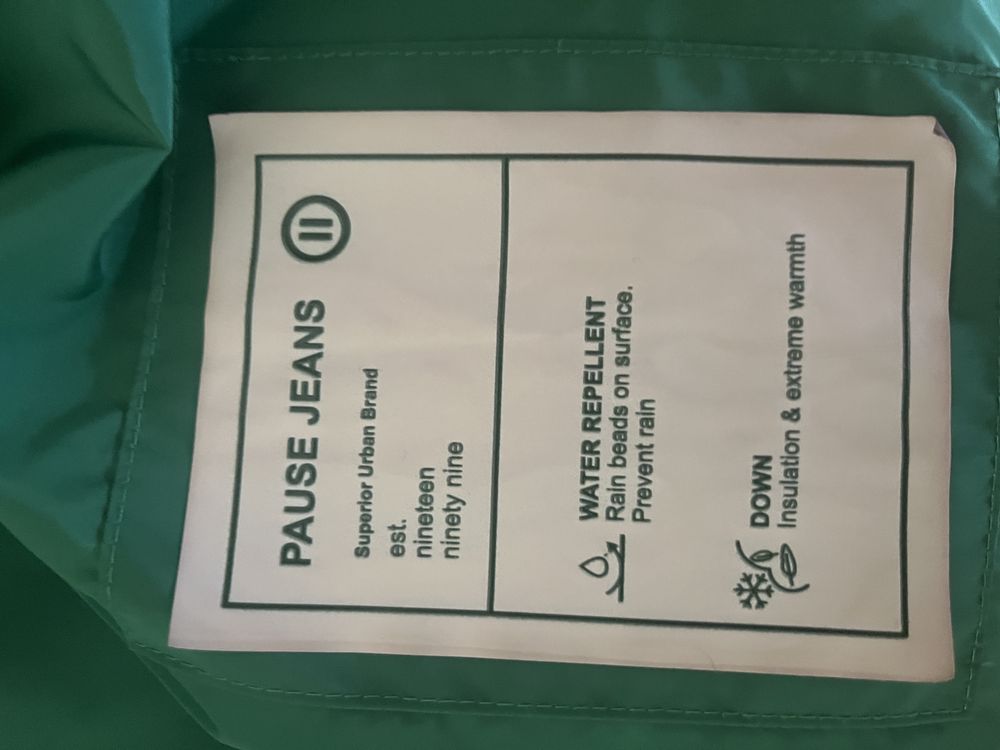 PAUSE JEANS
Superior Urban Brand
est.
nineteen
ninety nine
WATER REPELLENT
Rain beads on surface.
Prevent rain
DOWN
Insulation & extreme warmth